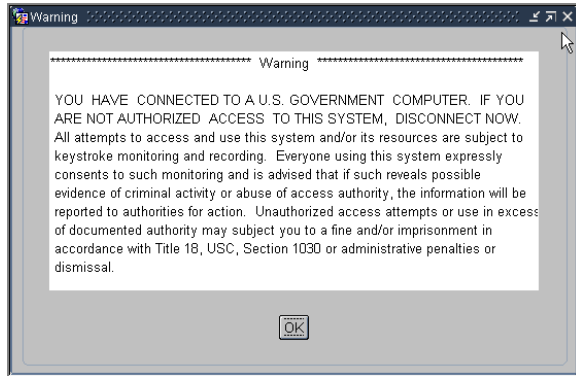 Warning
**************************************** Warning *****************************************
YOU HAVE CONNECTED TO A U.S. GOVERNMENT COMPUTER. IF YOU
ARE NOT AUTHORIZED ACCESS TO THIS SYSTEM, DISCONNECT NOW.
All attempts to access and use this system and/or its resources are subject to
keystroke monitoring and recording. Everyone using this system expressly
consents to such monitoring and is advised that if such reveals possible
evidence of criminal activity or abuse of access authority, the information will be
reported to authorities for action. Unauthorized access attempts or use in excess
of documented authority may subject you to a fine and/or imprisonment in
accordance with Title 18, USC, Section 1030 or administrative penalties or
dismissal.
OK